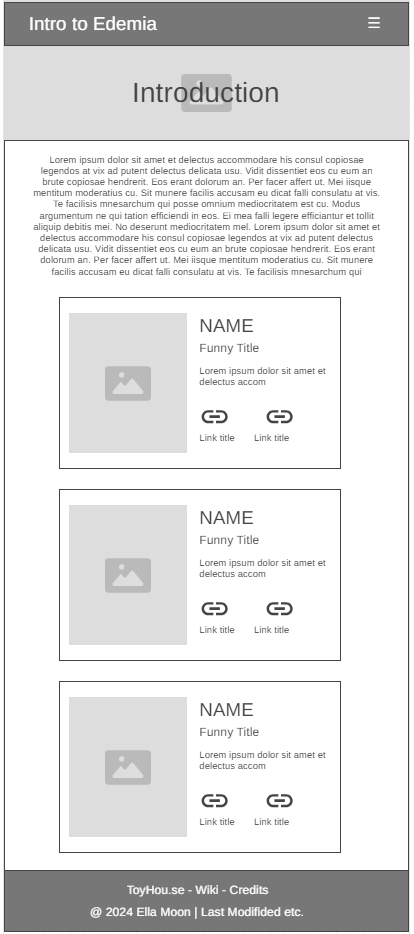 Intro to Edemia
Introduction
Lorem ipsum dolor sit amet et delectus accommodare his consul copiosae
legendos at vix ad putent delectus delicata usu. Vidit dissentiet eos cu eum an
brute copiosae hendrerit. Eos erant dolorum an. Per facer affert ut. Mei iisque
mentitum moderatius cu. Sit munere facilis accusam eu dicat falli consulatu at vis.
Te facilisis mnesarchum qui posse omnium mediocritatem est cu. Modus
argumentum ne qui tation efficiendi in eos. Ei mea falli legere efficiantur et tollit
aliquip debitis mei. No deserunt mediocritatem mel. Lorem ipsum dolor sit amet et
delectus accommodare his consul copiosae legendos at vix ad putent delectus
delicata usu. Vidit dissentiet eos cu eum an brute copiosae hendrerit. Eos erant
dolorum an. Per facer affert ut. Mei iisque mentitum moderatius cu. Sit munere
facilis accusam eu dicat falli consulatu at vis. Te facilisis mnesarchum qui
NAME
Funny Title
Lorem ipsum dolor sit amet et
delectus accom
Link title Link title
NAME
Funny Title
Lorem ipsum dolor sit amet et
delectus accom
Link title Link title
NAME
Funny Title
Lorem ipsum dolor sit amet et
delectus accom
Link title Link title
ToyHou.se - Wiki - Credits
@ 2024 Ella Moon | Last Modifided etc.